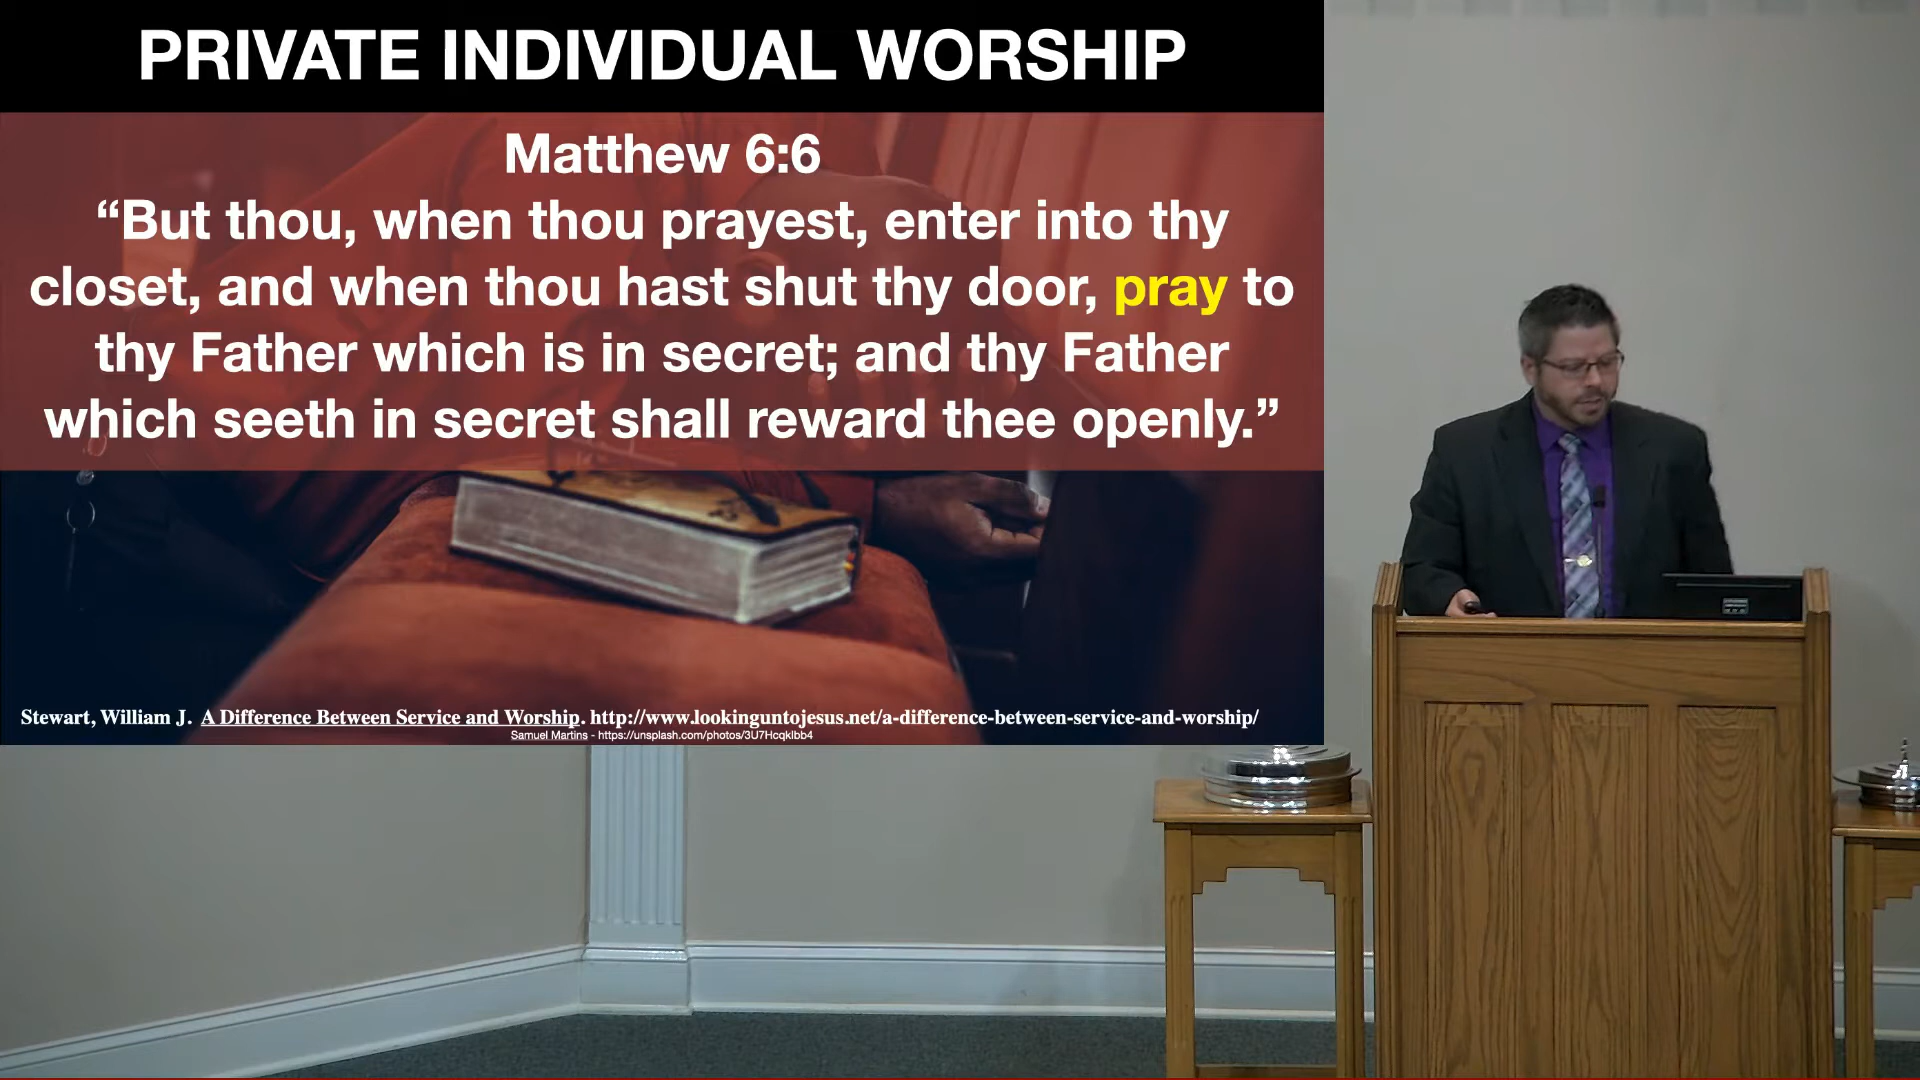 PRIVATE INDIVIDUAL WORSHIP
Matthew 6:6
“But thou, when thou prayest, enter into thy
closet, and when thou hast shut thy door, pray to
thy Father which is in secret; and thy Father
which seeth in secret shall reward thee openly.”
Stewart, William J. A Difference Between Service and Worship. http://www.lookinguntojesus.net/a-difference-between-service-and-worship/
Samuel Martins - https://unsplash.com/photos/3U7HcqkIbb4